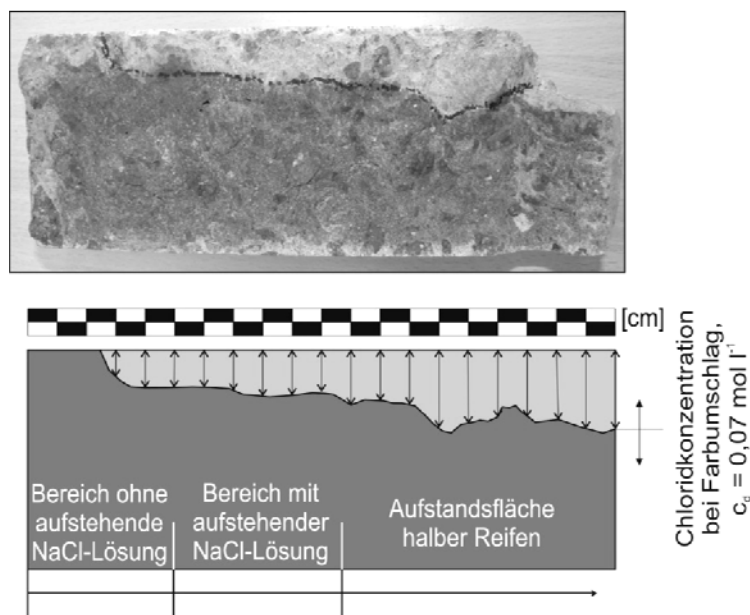 [cm]
Chloridkonzentration
bei Farbumschlag,
c_d = 0,07 mol l⁻¹
Bereich ohne
aufstehende
NaCl-Lösung
Bereich mit
aufstehender
NaCl-Lösung
Aufstandsfläche
halber Reifen